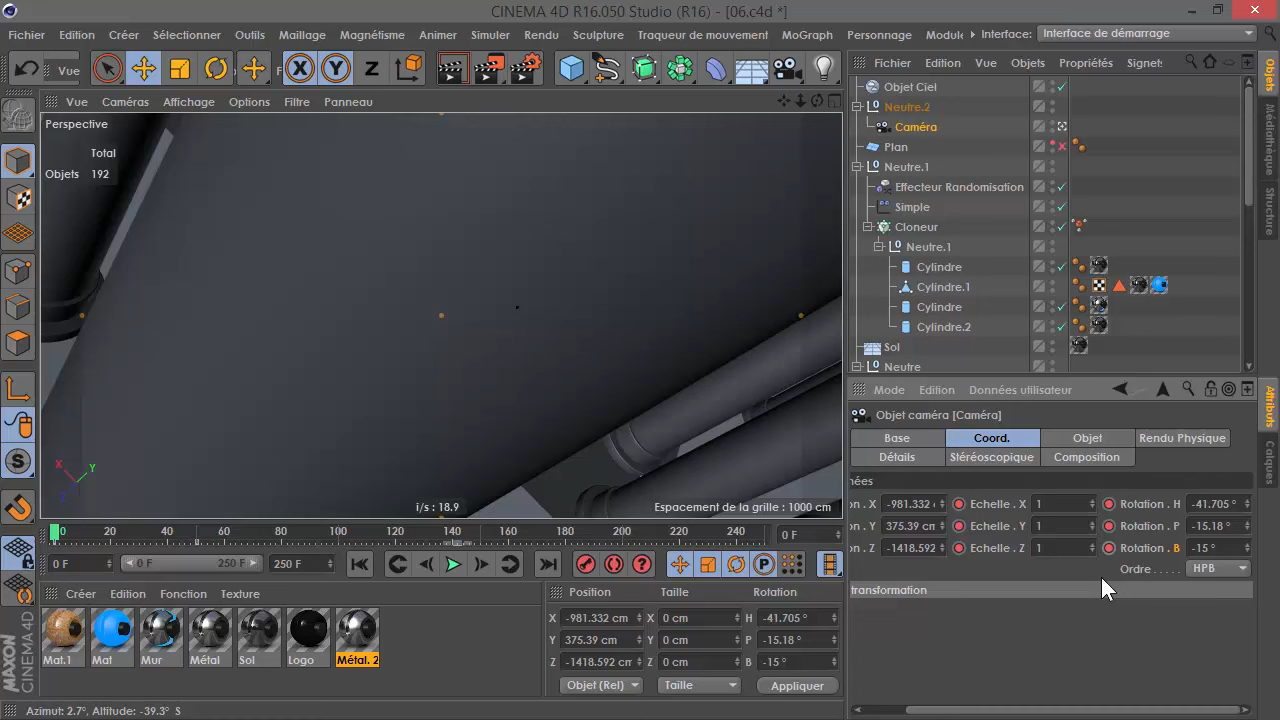 CINEMA 4D R16.050 Studio (R16) - [06.c4d *]
Fichier Edition Créer Sélectionner Outils Maillage Magnétisme Animer Simuler Rendu Sculpture Traqueur de mouvement MoGraph Personnage Module Interface: Interface de démarrage
Vue
X Y Z
Fichier Edition Vue Objets Propriétés Signets
Vue Caméras Affichage Options Filtre Panneau
Perspective
Total
Objets 192
X Y
i/s : 18.9
Espacement de la grille : 1000 cm
Objet Ciel
Neutre.2
Caméra
Plan
Neutre.1
Effecteur Randomisation
Simple
Cloneur
Neutre.1
Cylindre
Cylindre.1
Cylindre
Cylindre.2
Sol
Neutre
Objets
Médiathèque
Structure
Mode Edition Données utilisateur
Objet caméra [Caméra]
Base Coord. Objet Rendu Physique
Détails Stéréoscopique Composition
nées
on . X -981.332 Echelle . X 1 Rotation . H -41.705 °
on . Y 375.39 cm Echelle . Y 1 Rotation . P -15.18 °
on . Z -1418.592 Echelle . Z 1 Rotation . B -15 °
Ordre . . . . . HPB
transformation
Attributs
Calques
0 20 40 60 80 100 120 140 160 180 200 220 240 0 F
0 F 0 F 250 F 250 F
P
S
Créer Edition Fonction Texture
Mat.1 Mat Mur Métal Sol Logo Métal. 2
Position Taille Rotation
X -981.332 cm X 0 cm H -41.705 °
Y 375.39 cm Y 0 cm P -15.18 °
Z -1418.592 cm Z 0 cm B -15 °
Objet (Rel) Taille Appliquer
MAXON
CINEMA 4D
Azimut: 2.7°, Altitude: -39.3° S